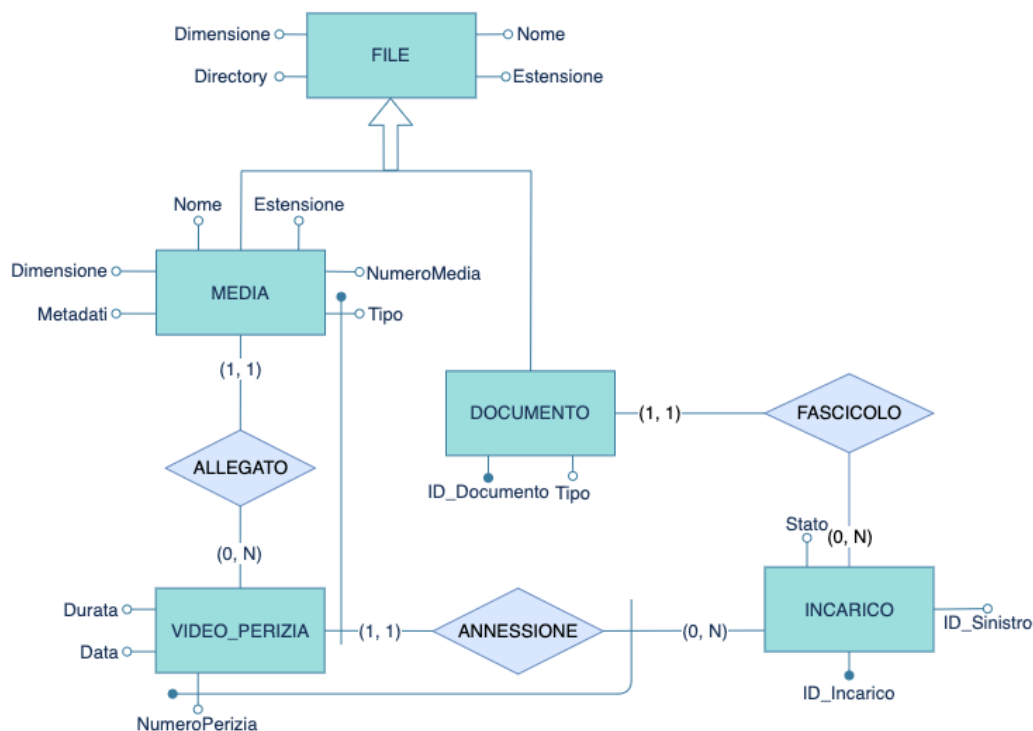 Dimensione
Nome
FILE
Directory
Estensione
Nome
Estensione
Dimensione
NumeroMedia
MEDIA
Metadati
Tipo
(1, 1)
DOCUMENTO
(1, 1)
FASCICOLO
ALLEGATO
ID_Documento
Tipo
Stato
(0, N)
(0, N)
Durata
VIDEO_PERIZIA
(1, 1)
ANNESSIONE
(0, N)
INCARICO
ID_Sinistro
Data
ID_Incarico
NumeroPerizia